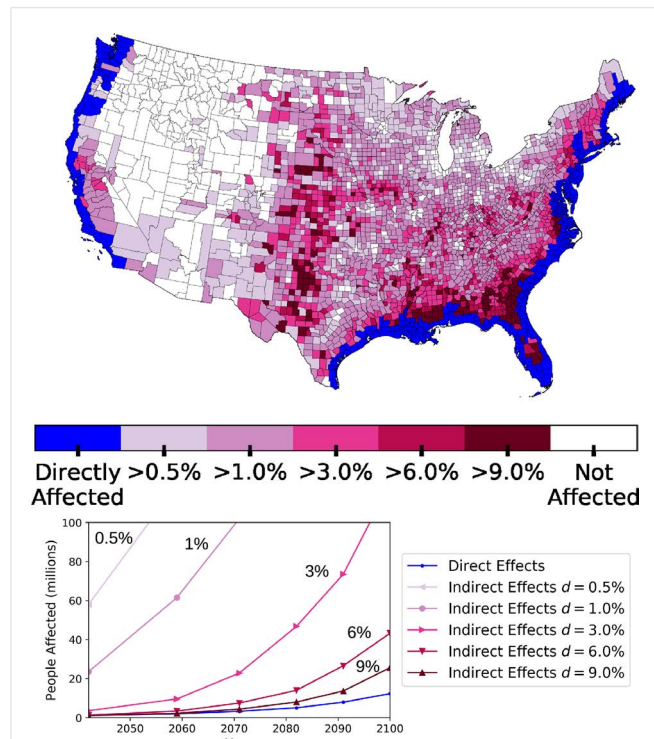 Directly Affected
>0.5%
>1.0%
>3.0%
>6.0%
>9.0%
Not Affected
People Affected (millions)
100
80
60
40
20
0
0.5%
1%
3%
6%
9%
2050
2060
2070
2080
2090
2100
Direct Effects
Indirect Effects d = 0.5%
Indirect Effects d = 1.0%
Indirect Effects d = 3.0%
Indirect Effects d = 6.0%
Indirect Effects d = 9.0%